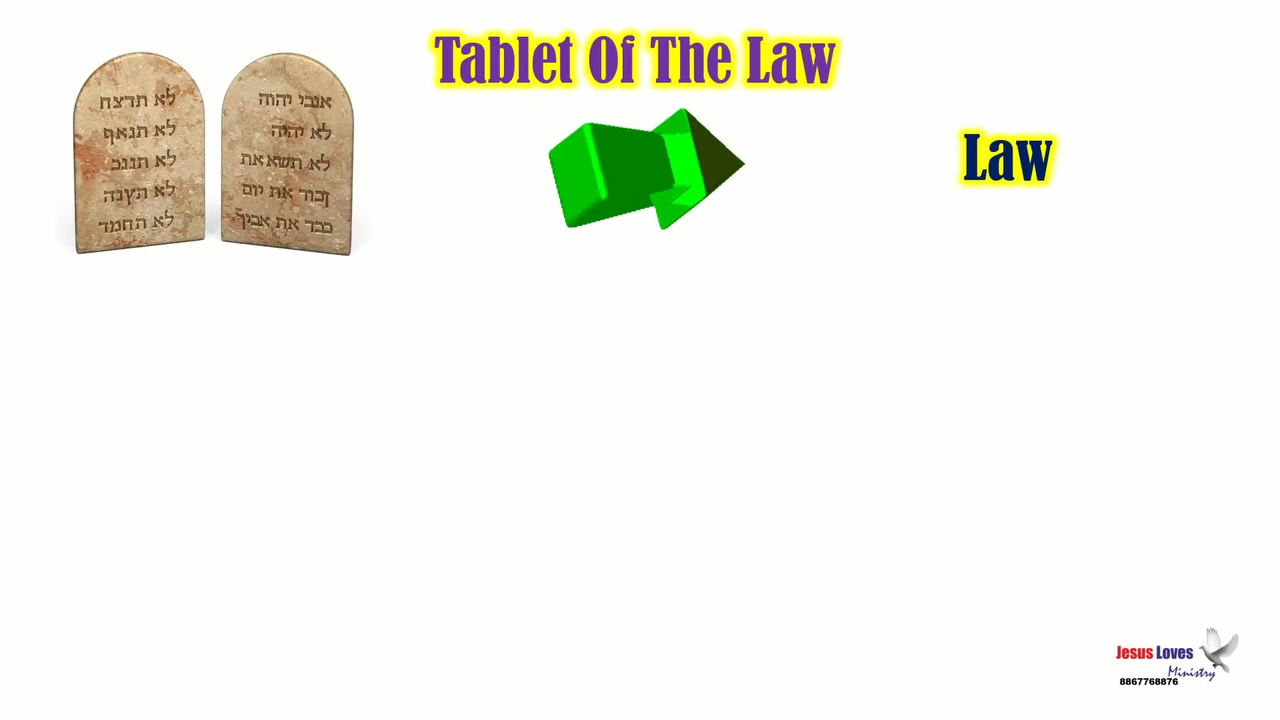 Tablet Of The Law
לא תרצח
לא תנאף
לא תגנב
לא תענה
לא תחמד
אנכי יהוה
לא יהיה
לא תשא את
זכור את יום
כבד את אביך
Law
Jesus Loves
Ministry
8867768876